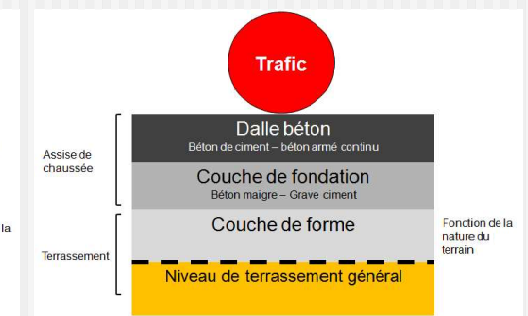 Trafic
Dalle béton
Béton de ciment – béton armé continu
Assise de
chaussée
Couche de fondation
Béton maigre – Grave ciment
la
Couche de forme
Fonction de la
nature du
terrain
Terrassement
Niveau de terrassement général